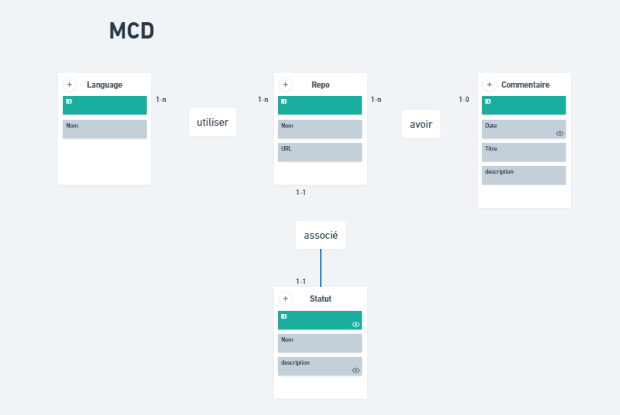 MCD
+ Language
ID
Nom
1-n
utiliser
1-n
+ Repo
ID
Nom
URL
1-n
avoir
1-0
+ Commentaire
ID
Date
Titre
description
1-1
associé
1-1
+ Statut
ID
Nom
description